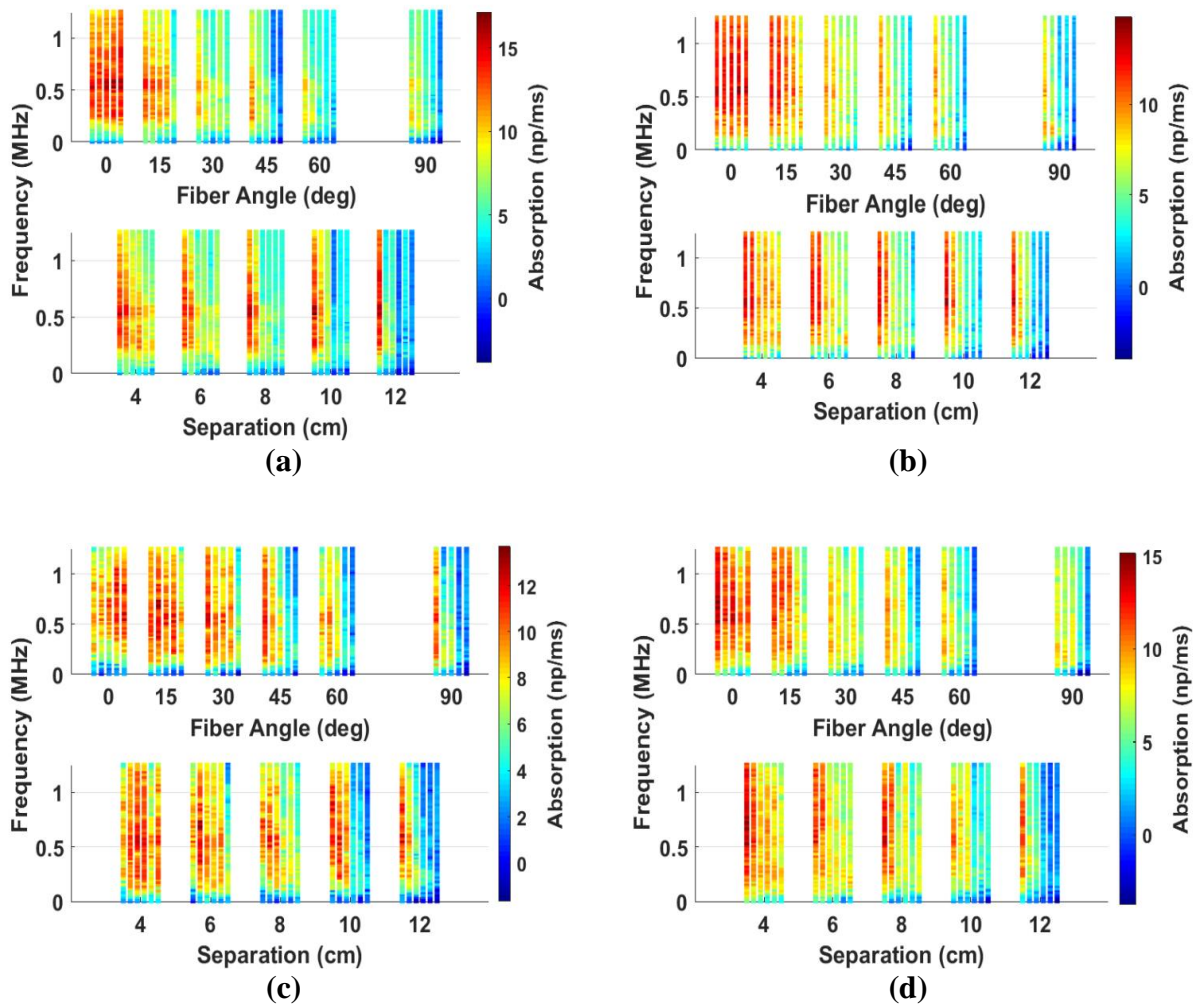 Frequency (MHz)
1
0.5
0
0 15 30 45 60 90
Fiber Angle (deg)
1
0.5
0
4 6 8 10 12
Separation (cm)
15
10
5
0
Absorption (np/ms)
(a)
Frequency (MHz)
1
0.5
0
0 15 30 45 60 90
Fiber Angle (deg)
1
0.5
0
4 6 8 10 12
Separation (cm)
10
5
0
Absorption (np/ms)
(b)
Frequency (MHz)
1
0.5
0
0 15 30 45 60 90
Fiber Angle (deg)
1
0.5
0
4 6 8 10 12
Separation (cm)
12
10
8
6
4
2
0
Absorption (np/ms)
(c)
Frequency (MHz)
1
0.5
0
0 15 30 45 60 90
Fiber Angle (deg)
1
0.5
0
4 6 8 10 12
Separation (cm)
15
10
5
0
Absorption (np/ms)
(d)